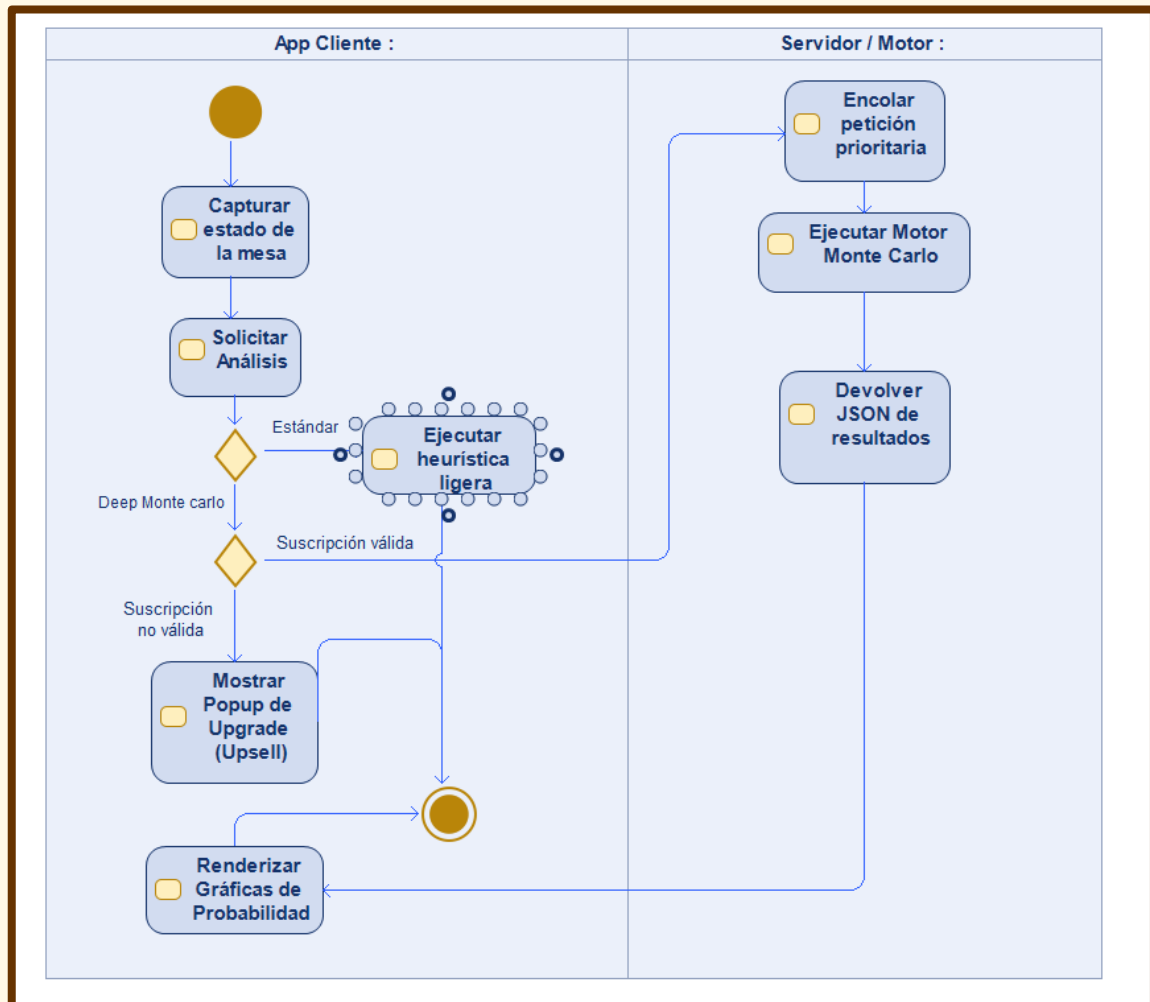 App Cliente :
Servidor / Motor :
Encolar
petición
prioritaria
Capturar
estado de
la mesa
Ejecutar Motor
Monte Carlo
Solicitar
Análisis
Devolver
JSON de
resultados
Estándar
Ejecutar
heurística
ligera
Deep Monte carlo
Suscripción válida
Suscripción
no válida
Mostrar
Popup de
Upgrade
(Upsell)
Renderizar
Gráficas de
Probabilidad